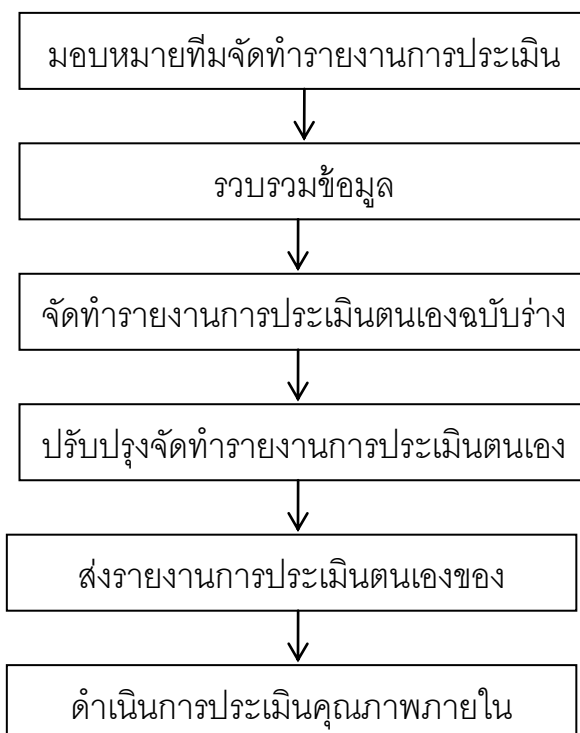 มอบหมายทีมจัดทำรายงานการประเมิน
รวบรวมข้อมูล
จัดทำรายงานการประเมินตนเองฉบับร่าง
ปรับปรุงจัดทำรายงานการประเมินตนเอง
ส่งรายงานการประเมินตนเองของ
ดำเนินการประเมินคุณภาพภายใน